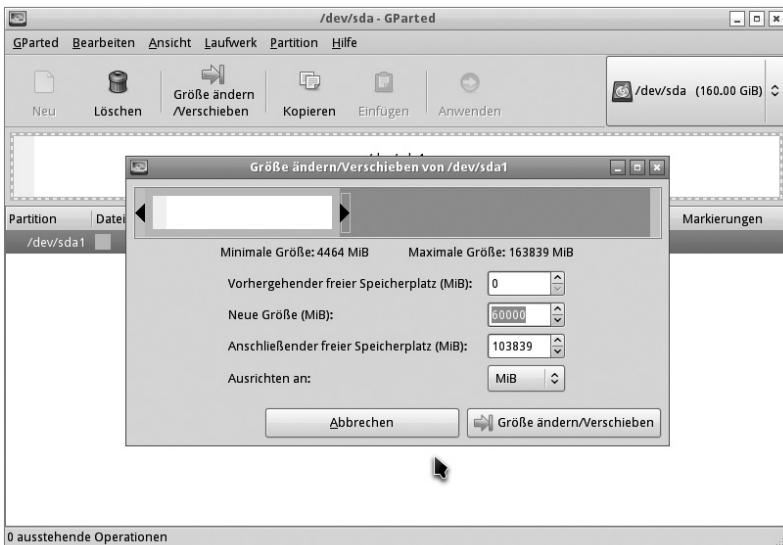 /dev/sda - GParted
GParted Bearbeiten Ansicht Laufwerk Partition Hilfe
Neu Löschen Größe ändern /Verschieben Kopieren Einfügen Anwenden
/dev/sda (160.00 GiB)
Größe ändern/Verschieben von /dev/sda1
Partition Datei Markierungen
/dev/sda1
Minimale Größe: 4464 MiB Maximale Größe: 163839 MiB
Vorhergehender freier Speicherplatz (MiB): 0
Neue Größe (MiB): 60000
Anschließender freier Speicherplatz (MiB): 103839
Ausrichten an: MiB
Abbrechen Größe ändern/Verschieben
0 ausstehende Operationen